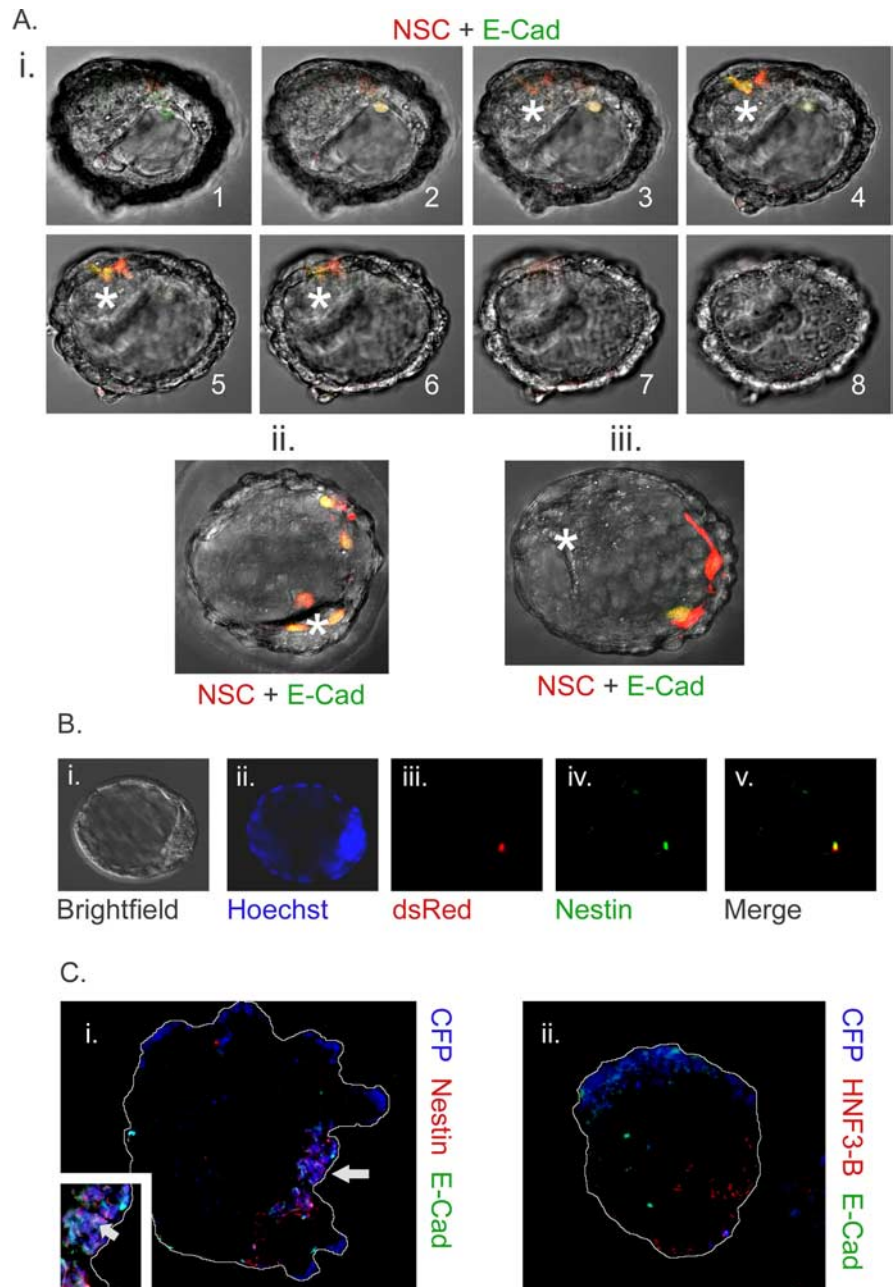 A.
NSC + E-Cad
i.
*
*
1
2
3
4
*
*
5
6
7
8
ii.
iii.
*
*
NSC + E-Cad
NSC + E-Cad
B.
i.
ii.
iii.
iv.
v.
Brightfield
Hoechst
dsRed
Nestin
Merge
C.
i.
CFP Nestin E-Cad
ii.
CFP HNF3-B E-Cad